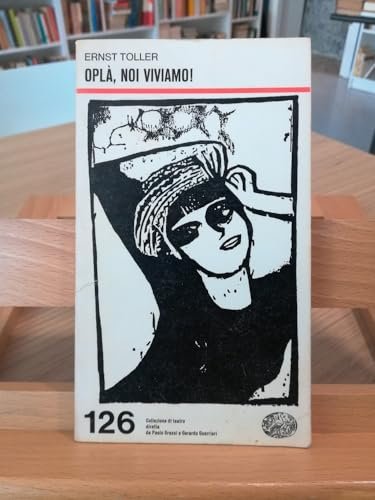 ERNST TOLLER
OPLÀ, NOI VIVIAMO!
126
Collezione di teatro
diretta
da Paolo Grassi e Gerardo Guerrieri